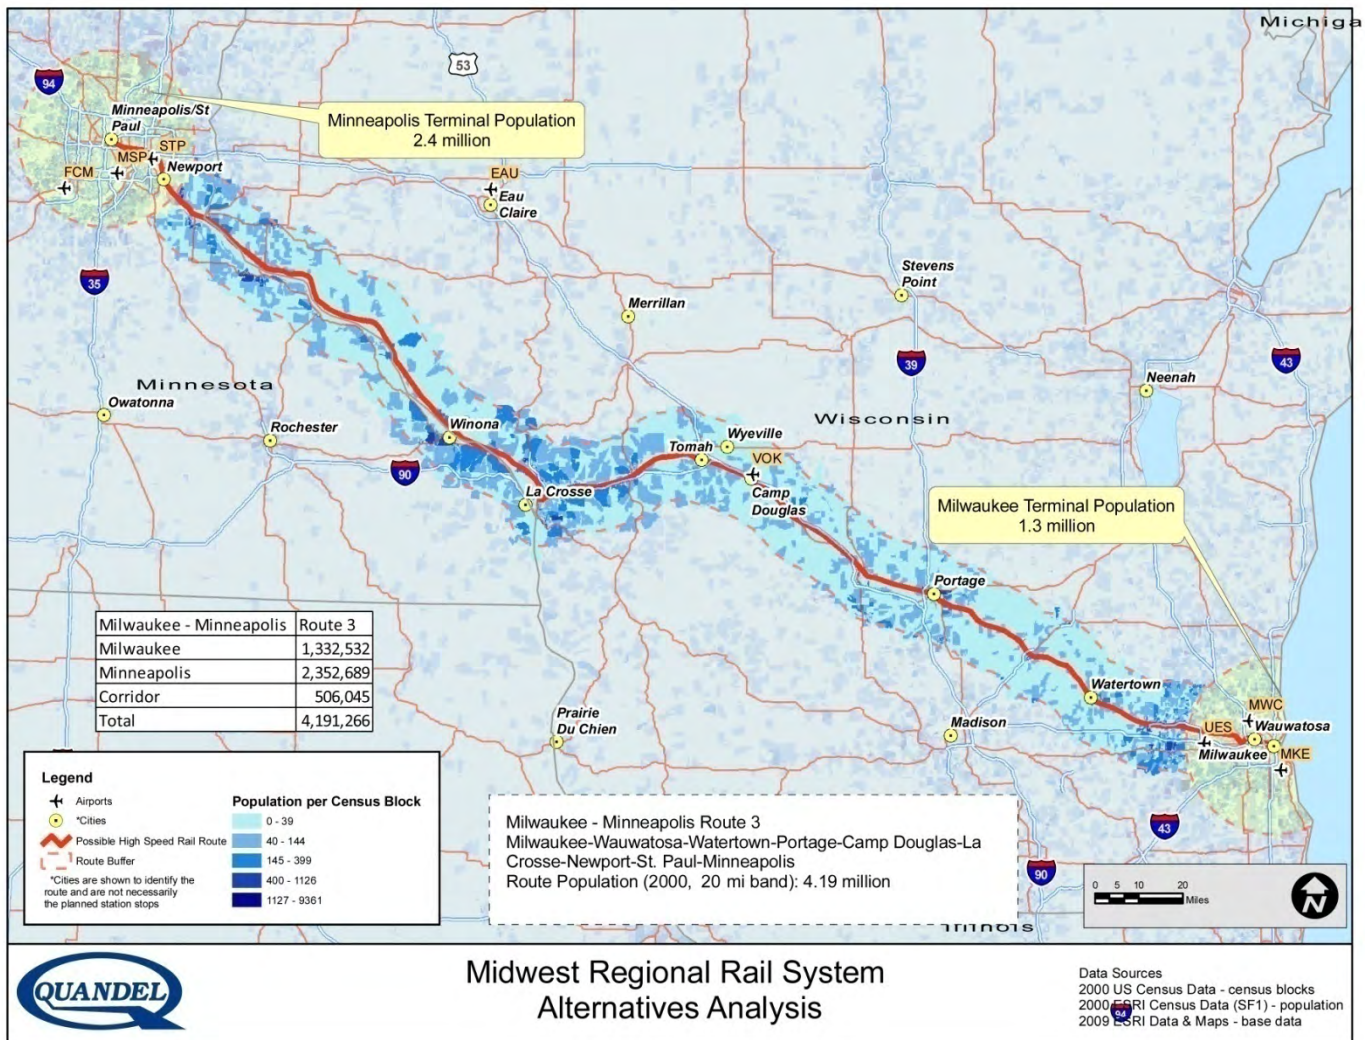 Michiga
94
53
Minneapolis/St
Paul
Minneapolis Terminal Population
2.4 million
STP
MSP
FCM
Newport
EAU
Eau
Claire
35
Stevens
Point
Merrillan
39
43
Minnesota
Neenah
Owatonna
Rochester
Winona
Wisconsin
Wyeville
Tomah
VOK
90
La Crosse
Camp
Douglas
Milwaukee Terminal Population
1.3 million
Portage
Milwaukee - Minneapolis Route 3
Milwaukee 1,332,532
Minneapolis 2,352,689
Corridor 506,045
Total 4,191,266
Watertown
Prairie
Du Chien
Madison
MWC
UES
Wauwatosa
Milwaukee
MKE
43
90
Legend
Airports
*Cities
Possible High Speed Rail Route
Route Buffer
*Cities are shown to identify the
route and are not necessarily
the planned station stops
Population per Census Block
0 - 39
40 - 144
145 - 399
400 - 1126
1127 - 9361
Milwaukee - Minneapolis Route 3
Milwaukee-Wauwatosa-Watertown-Portage-Camp Douglas-La
Crosse-Newport-St. Paul-Minneapolis
Route Population (2000, 20 mi band): 4.19 million
0 5 10 20
Miles
N
Illinois
QUANDEL
Midwest Regional Rail System
Alternatives Analysis
Data Sources
2000 US Census Data - census blocks
2000 ESRI Census Data (SF1) - population
2009 ESRI Data & Maps - base data
94